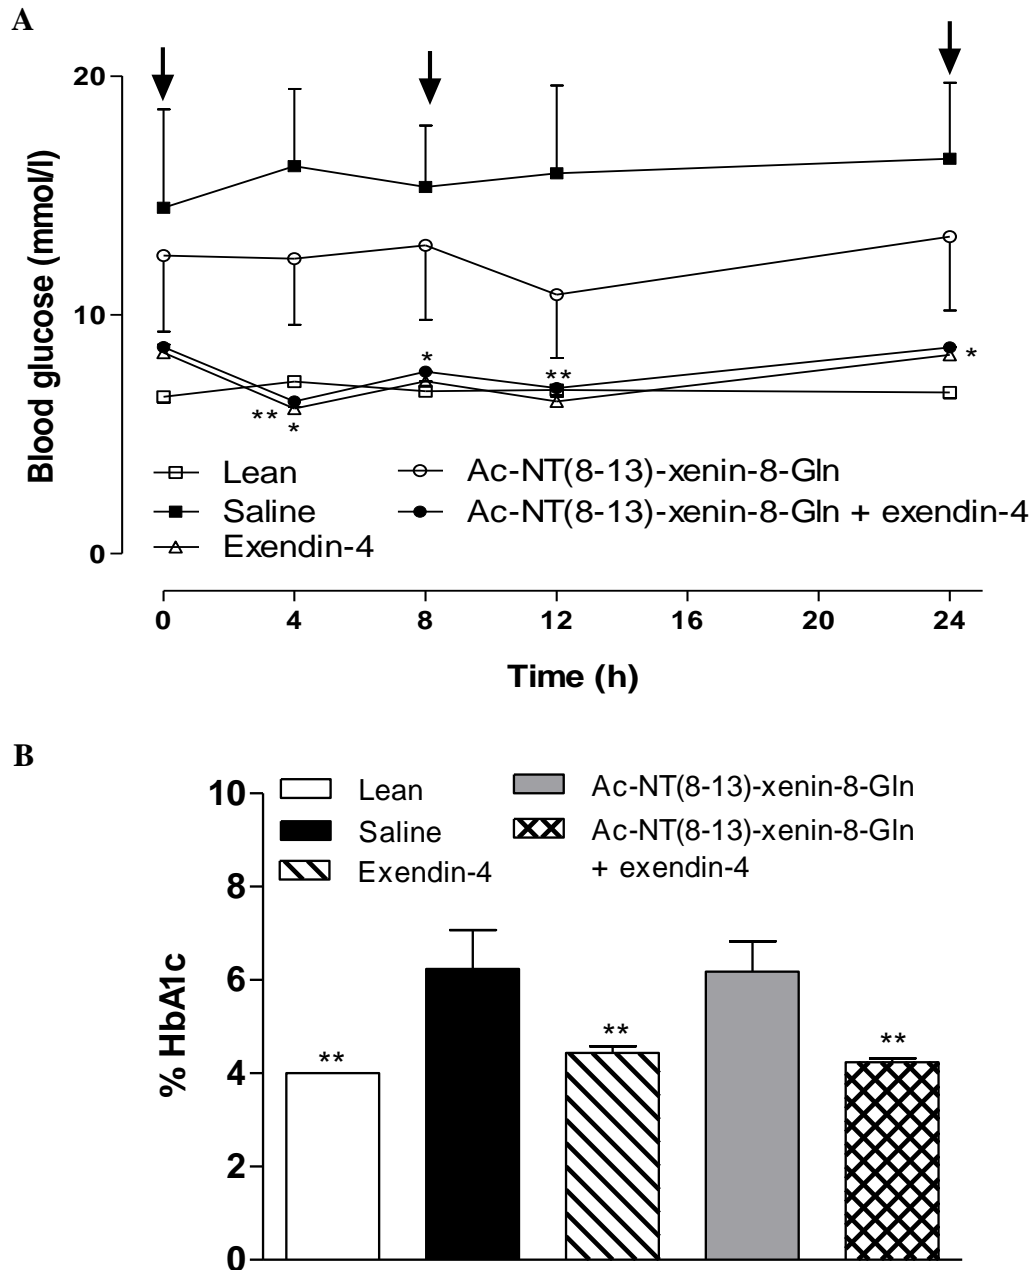 A
20
10
0
Blood glucose (mmol/l)
*
**
*
**
*
Lean
Saline
Exendin-4
Ac-NT(8-13)-xenin-8-Gln
Ac-NT(8-13)-xenin-8-Gln + exendin-4
0 4 8 12 16 20 24
Time (h)
B
10
8
6
4
2
0
% HbA1c
Lean
Saline
Exendin-4
Ac-NT(8-13)-xenin-8-Gln
Ac-NT(8-13)-xenin-8-Gln
+ exendin-4
**
**
**